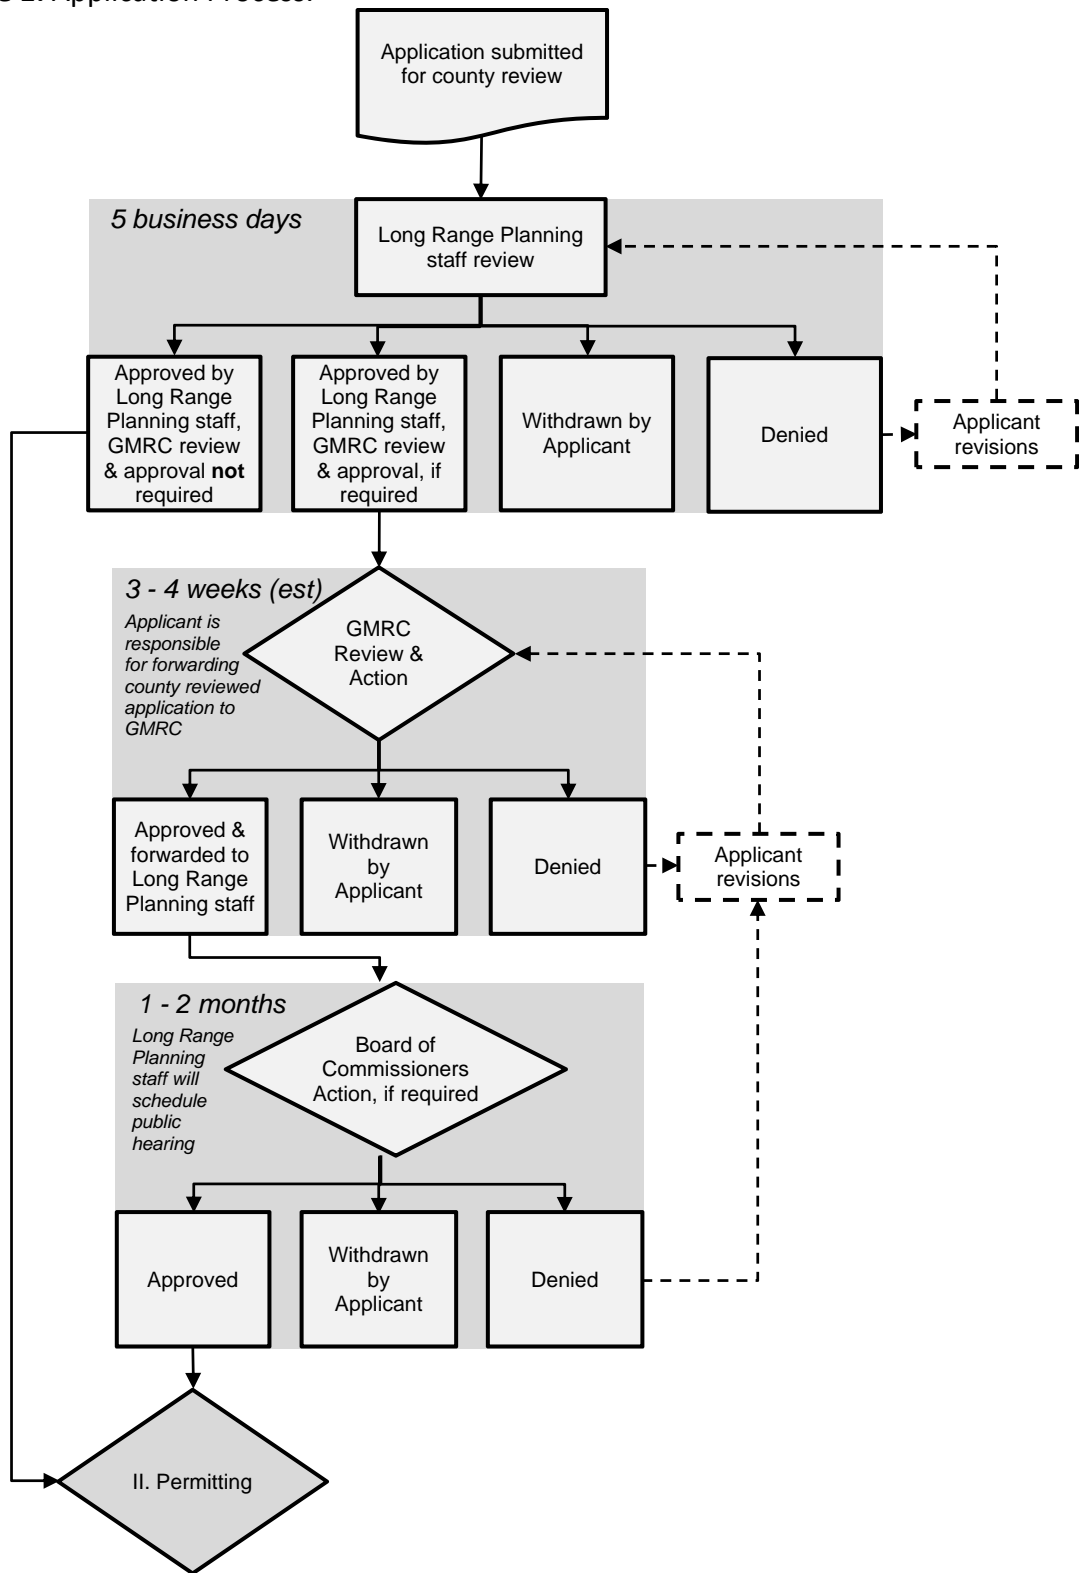 Application Process.
Application submitted
for county review
5 business days
Long Range Planning
staff review
Approved by
Long Range
Planning staff,
GMRC review
& approval not
required
Approved by
Long Range
Planning staff,
GMRC review
& approval, if
required
Withdrawn by
Applicant
Denied
Applicant
revisions
3 - 4 weeks (est)
Applicant is
responsible
for forwarding
county reviewed
application to
GMRC
GMRC
Review &
Action
Approved &
forwarded to
Long Range
Planning staff
Withdrawn
by
Applicant
Denied
Applicant
revisions
1 - 2 months
Long Range
Planning
staff will
schedule
public
hearing
Board of
Commissioners
Action, if required
Approved
Withdrawn
by
Applicant
Denied
II. Permitting